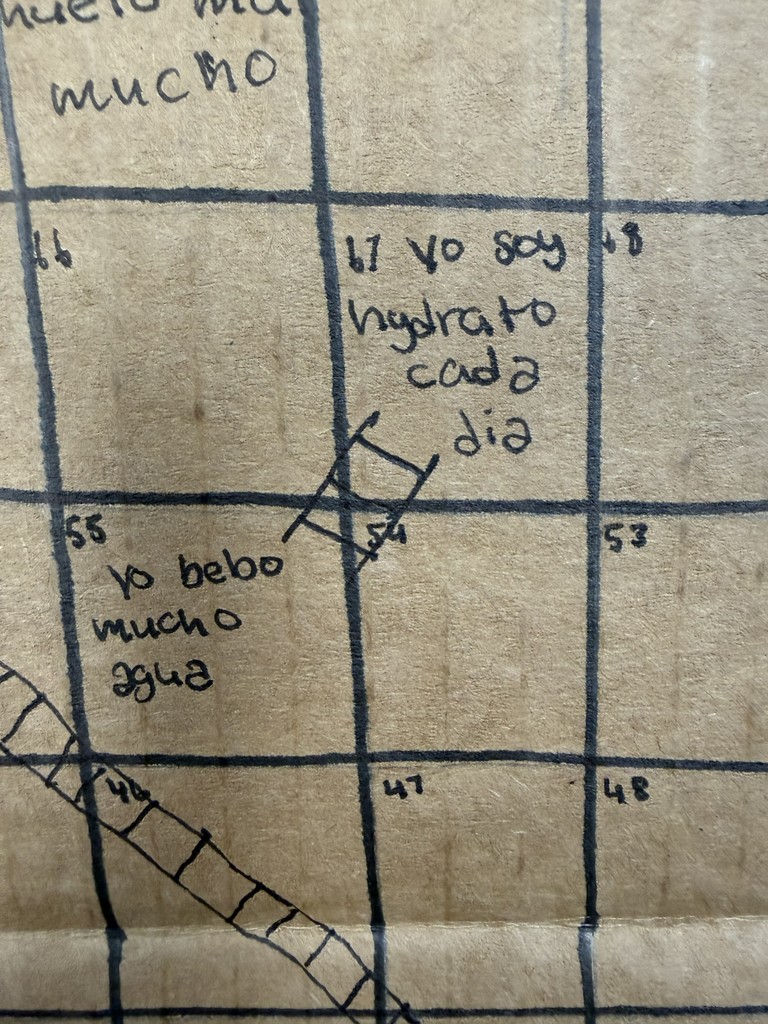 mucho
66
67 yo soy
68
hydrato
cada
dia
55
54
53
yo bebo
mucho
agua
46
47
48